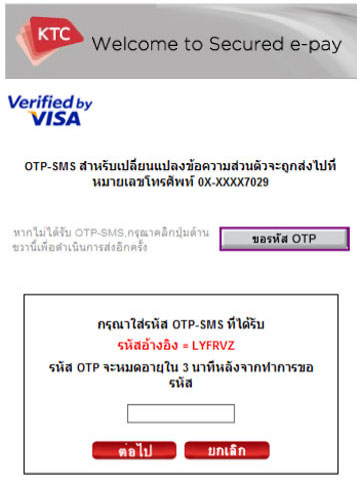 KTC
Welcome to Secured e-pay
Verified by
VISA
OTP-SMS สำหรับเปลี่ยนแปลงข้อความส่วนตัวจะถูกส่งไปที่
หมายเลขโทรศัพท์ 0X-XXXX7029
หากไม่ได้รับ OTP-SMS,กรุณาคลิกปุ่มด้าน
ขวานี้เพื่อดำเนินการส่งอีกครั้ง
ขอรหัส OTP
กรุณาใส่รหัส OTP-SMS ที่ได้รับ
รหัสอ้างอิง = LYFRVZ
รหัส OTP จะหมดอายุใน 3 นาทีหลังจากทำการขอ
รหัส
ต่อไป
ยกเลิก